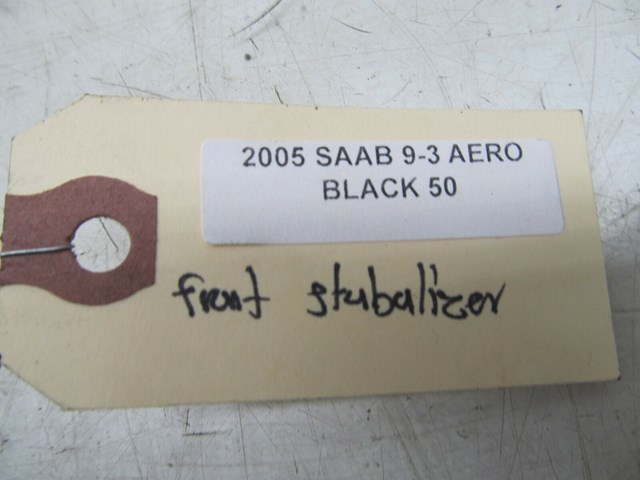 2005 SAAB 9-3 AERO
BLACK 50
front stabalizer